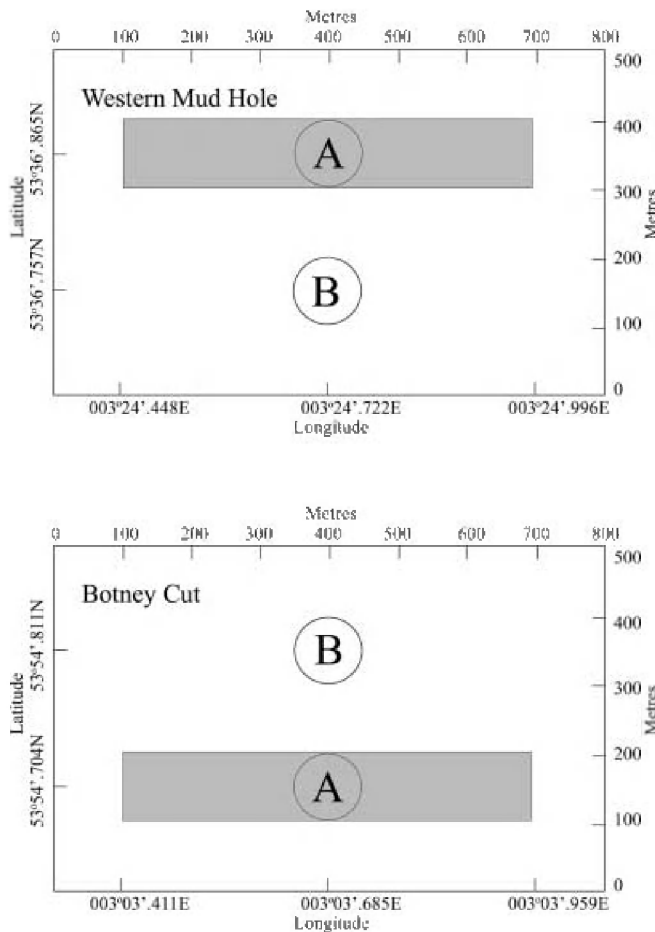 Metres
0 100 200 300 400 500 600 700 800
500
Western Mud Hole
400
A
53°36'.865N
300
Latitude
Metres
200
B
53°36'.757N
100
0
003°24'.448E 003°24'.722E 003°24'.996E
Longitude
Metres
0 100 200 300 400 500 600 700 800
500
Botney Cut
400
B
53°54'.811N
300
Latitude
Metres
200
A
53°54'.704N
100
0
003°03'.411E 003°03'.685E 003°03'.959E
Longitude